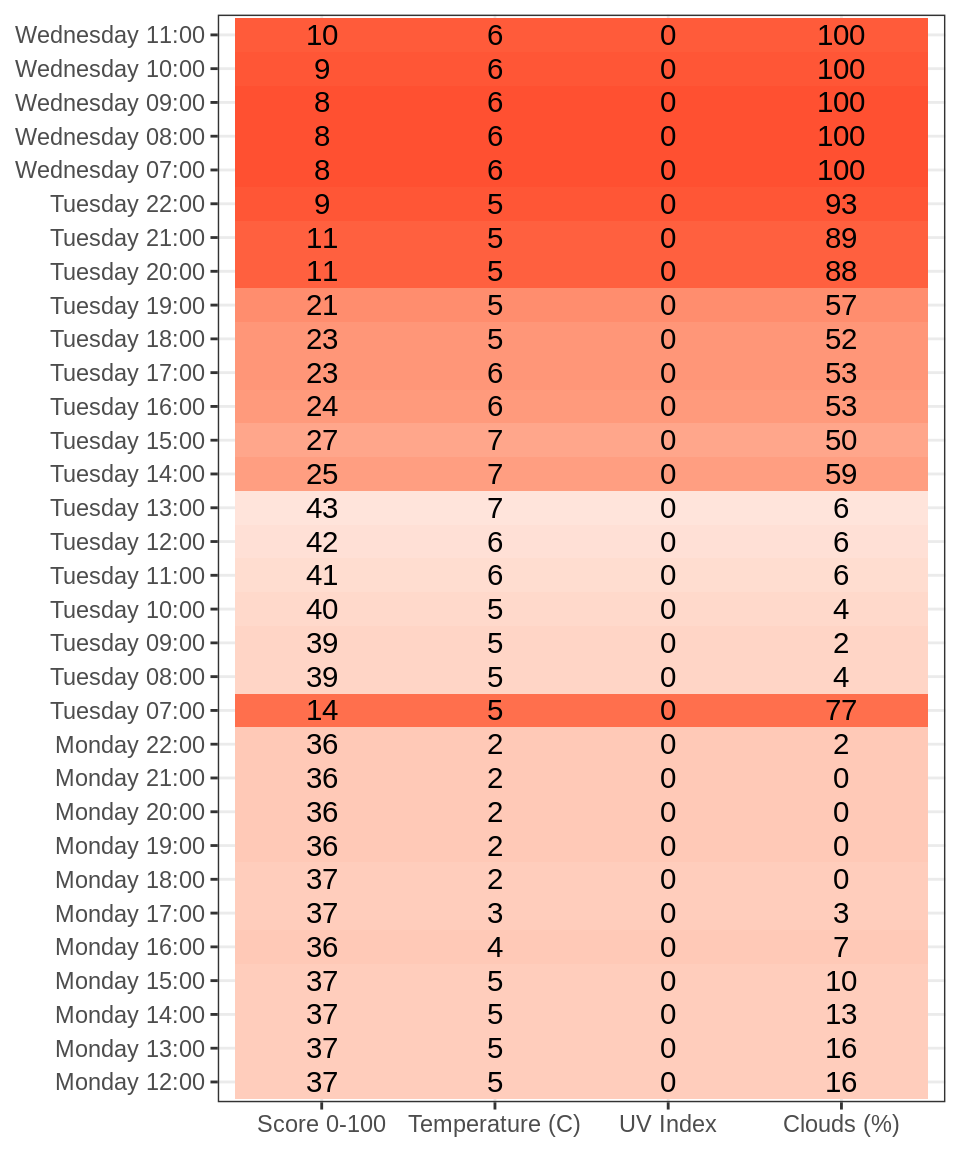 Wednesday 11:00 10 6 0 100
Wednesday 10:00 9 6 0 100
Wednesday 09:00 8 6 0 100
Wednesday 08:00 8 6 0 100
Wednesday 07:00 8 6 0 100
Tuesday 22:00 9 5 0 93
Tuesday 21:00 11 5 0 89
Tuesday 20:00 11 5 0 88
Tuesday 19:00 21 5 0 57
Tuesday 18:00 23 5 0 52
Tuesday 17:00 23 6 0 53
Tuesday 16:00 24 6 0 53
Tuesday 15:00 27 7 0 50
Tuesday 14:00 25 7 0 59
Tuesday 13:00 43 7 0 6
Tuesday 12:00 42 6 0 6
Tuesday 11:00 41 6 0 6
Tuesday 10:00 40 5 0 4
Tuesday 09:00 39 5 0 2
Tuesday 08:00 39 5 0 4
Tuesday 07:00 14 5 0 77
Monday 22:00 36 2 0 2
Monday 21:00 36 2 0 0
Monday 20:00 36 2 0 0
Monday 19:00 36 2 0 0
Monday 18:00 37 2 0 0
Monday 17:00 37 3 0 3
Monday 16:00 36 4 0 7
Monday 15:00 37 5 0 10
Monday 14:00 37 5 0 13
Monday 13:00 37 5 0 16
Monday 12:00 37 5 0 16
Score 0-100 Temperature (C) UV Index Clouds (%)